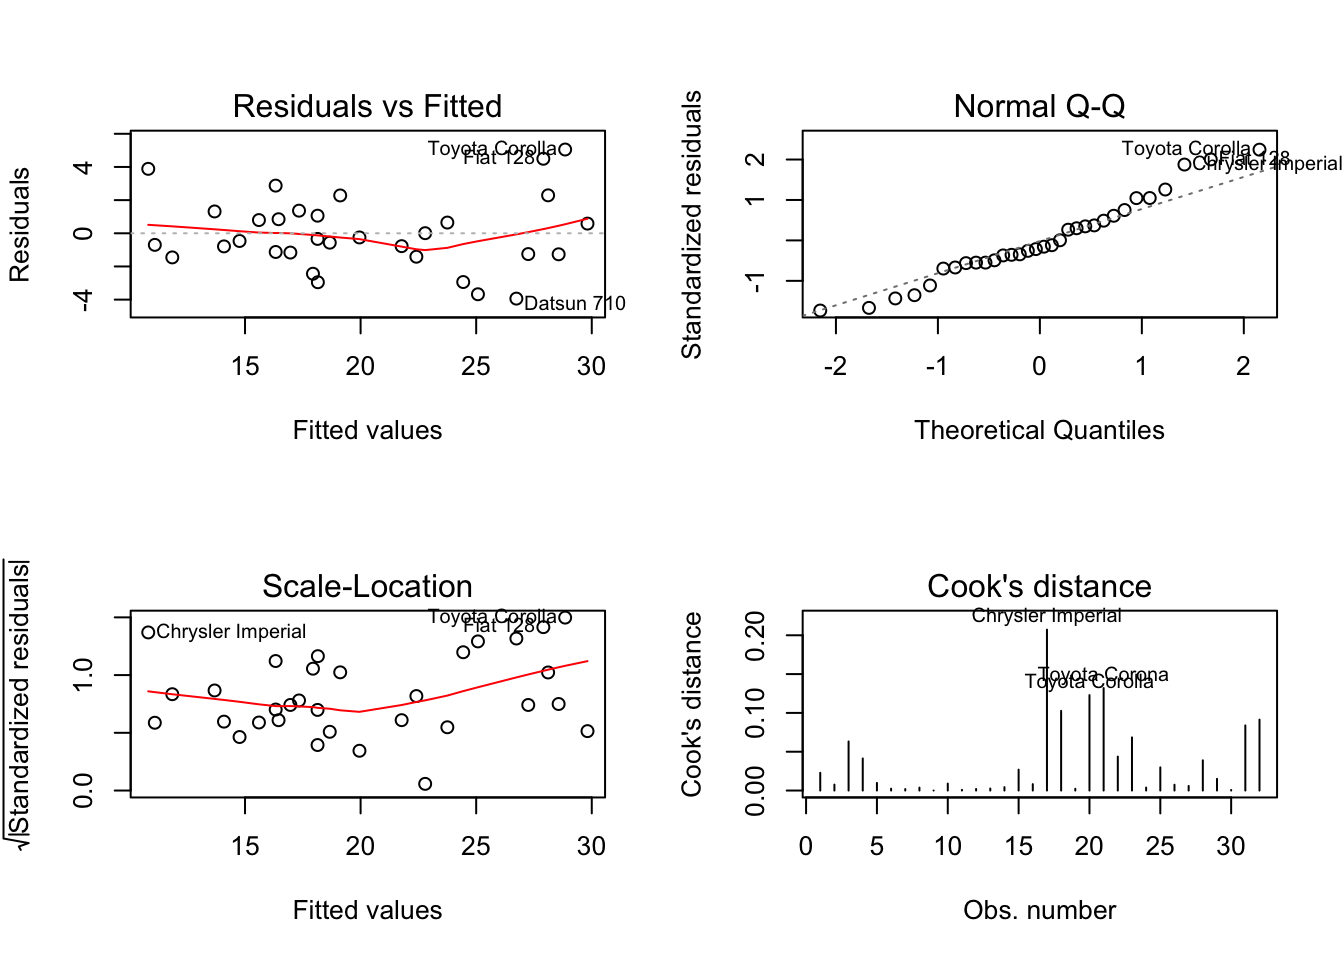 Residuals vs Fitted
Residuals
4
0
-4
Toyota Corolla
Fiat 128
Datsun 710
15 20 25 30
Fitted values
Normal Q-Q
Standardized residuals
2
1
-1
Toyota Corolla
Fiat 128
Chrysler Imperial
-2 -1 0 1 2
Theoretical Quantiles
Scale-Location
√|Standardized residuals|
1.0
0.0
Toyota Corolla
Fiat 128
Chrysler Imperial
15 20 25 30
Fitted values
Cook's distance
Cook's distance
0.20
0.10
0.00
Chrysler Imperial
Toyota Corona
Toyota Corolla
0 5 10 15 20 25 30
Obs. number